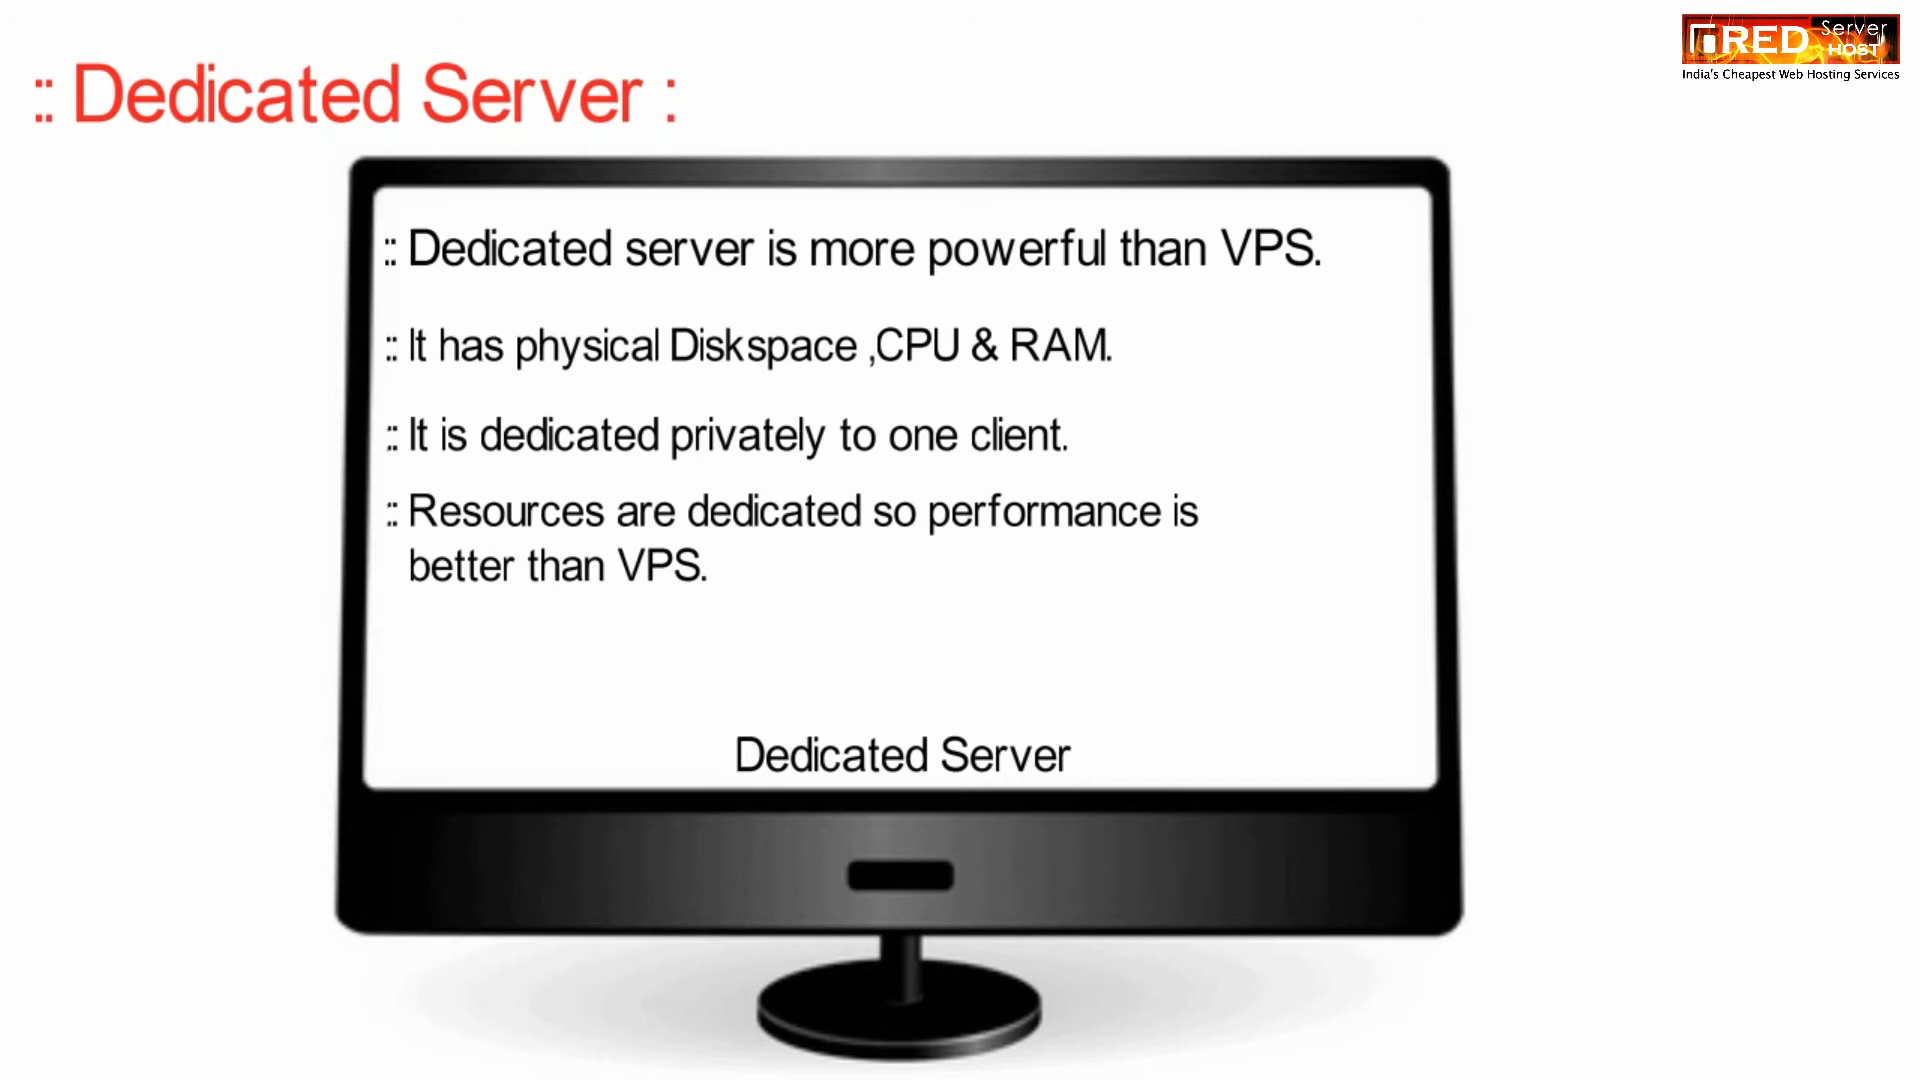 RED Server
HOST
India's Cheapest Web Hosting Services
:: Dedicated Server :
:: Dedicated server is more powerful than VPS.
:: It has physical Diskspace ,CPU & RAM.
:: It is dedicated privately to one client.
:: Resources are dedicated so performance is
better than VPS.
Dedicated Server